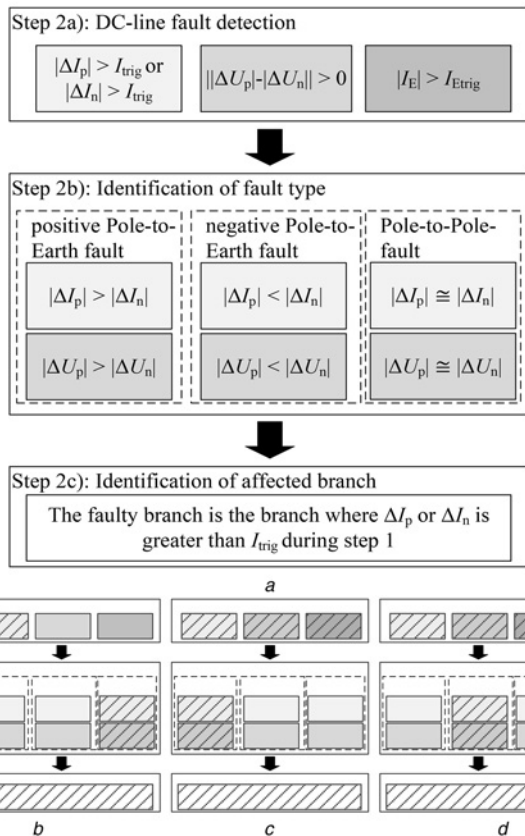 Step 2a): DC-line fault detection
|ΔIp| > Itrig or
|ΔIn| > Itrig
||ΔUp|-|ΔUn|| > 0
|IE| > IEtrig
Step 2b): Identification of fault type
positive Pole-to-
Earth fault
|ΔIp| > |ΔIn|
|ΔUp| > |ΔUn|
negative Pole-to-
Earth fault
|ΔIp| < |ΔIn|
|ΔUp| < |ΔUn|
Pole-to-Pole-
fault
|ΔIp| ≅ |ΔIn|
|ΔUp| ≅ |ΔUn|
Step 2c): Identification of affected branch
The faulty branch is the branch where ΔIp or ΔIn is
greater than Itrig during step 1
a
b
c
d